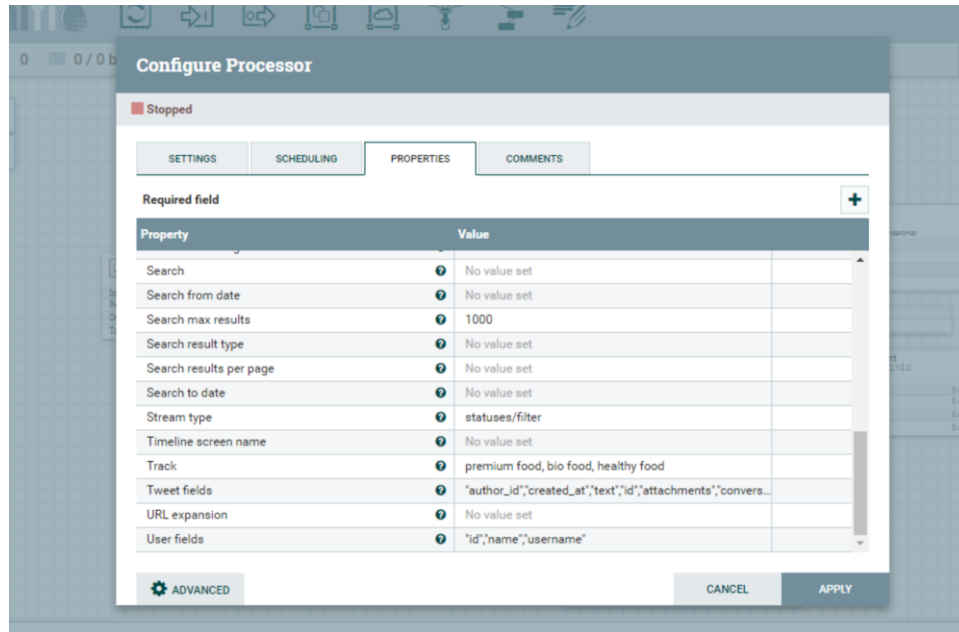 0 0 / 0 b
Configure Processor
Stopped
SETTINGS SCHEDULING PROPERTIES COMMENTS
Required field
Property Value
Search No value set
Search from date No value set
Search max results 1000
Search result type No value set
Search results per page No value set
Search to date No value set
Stream type statuses/filter
Timeline screen name No value set
Track premium food, bio food, healthy food
Tweet fields "author_id","created_at","text","id","attachments","convers...
URL expansion No value set
User fields "id","name","username"
ADVANCED CANCEL APPLY